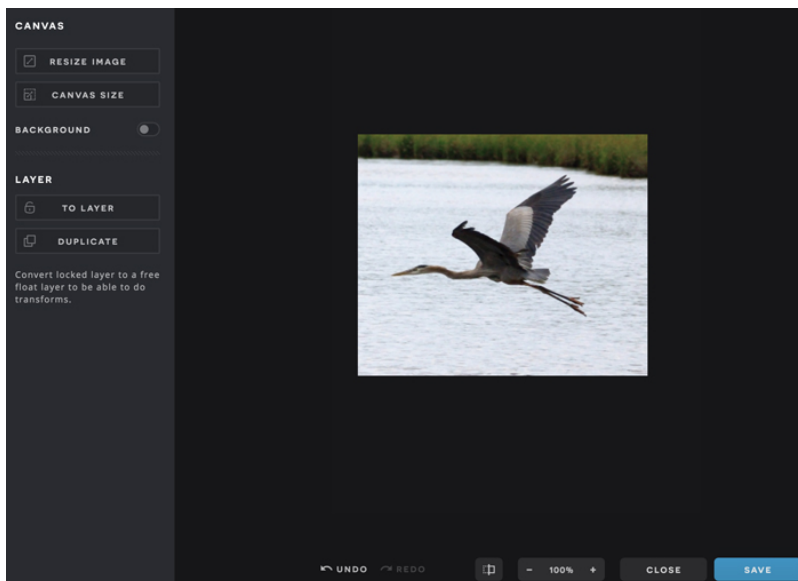 CANVAS
RESIZE IMAGE
CANVAS SIZE
BACKGROUND
LAYER
TO LAYER
DUPLICATE
Convert locked layer to a free
float layer to be able to do
transforms.
UNDO REDO - 100% + CLOSE SAVE